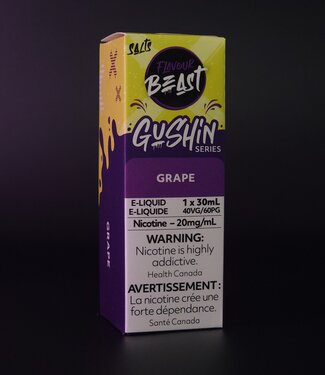 SALTS
FLAVOUR
BEAST
GUSHIN
SERIES
GRAPE
E-LIQUID 1 x 30mL
E-LIQUIDE 40VG/60PG
Nicotine – 20mg/mL
WARNING:
Nicotine is highly
addictive.
Health Canada
AVERTISSEMENT :
La nicotine crée une
forte dépendance.
Santé Canada
GRAPE